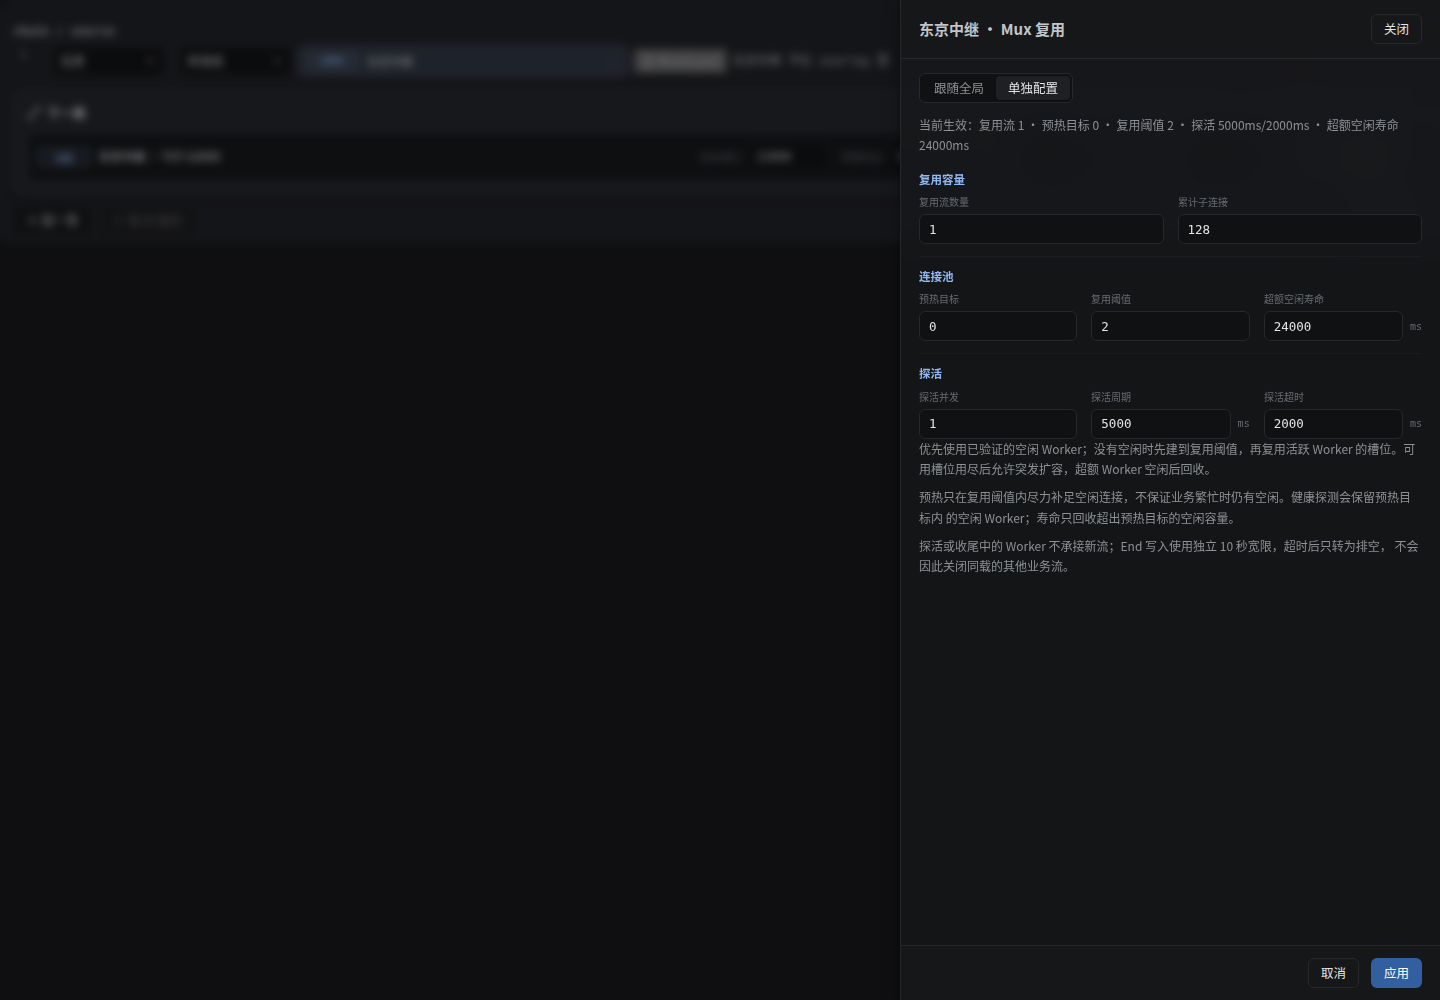 东京中继 · Mux 复用
关闭
跟随全局 单独配置
当前生效：复用流 1 · 预热目标 0 · 复用阈值 2 · 探活 5000ms/2000ms · 超额空闲寿命
24000ms
复用容量
复用流数量 累计子连接
1 128
连接池
预热目标 复用阈值 超额空闲寿命
0 2 24000 ms
探活
探活并发 探活周期 探活超时
1 5000 ms 2000 ms
优先使用已验证的空闲 Worker；没有空闲时先建到复用阈值，再复用活跃 Worker 的槽位。可
用槽位用尽后允许突发扩容，超额 Worker 空闲后回收。
预热只在复用阈值内尽力补足空闲连接，不保证业务繁忙时仍有空闲。健康探测会保留预热目
标内 的空闲 Worker；寿命只回收超出预热目标的空闲容量。
探活或收尾中的 Worker 不承接新流；End 写入使用独立 10 秒宽限，超时后只转为排空， 不会
因此关闭同载的其他业务流。
取消 应用